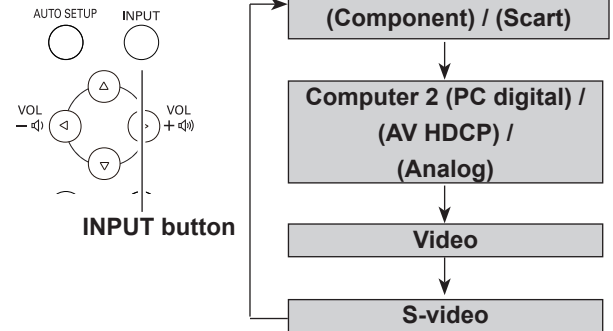 AUTO SETUP INPUT
VOL
−
VOL
+
INPUT button
(Component) / (Scart)
Computer 2 (PC digital) /
(AV HDCP) /
(Analog)
Video
S-video